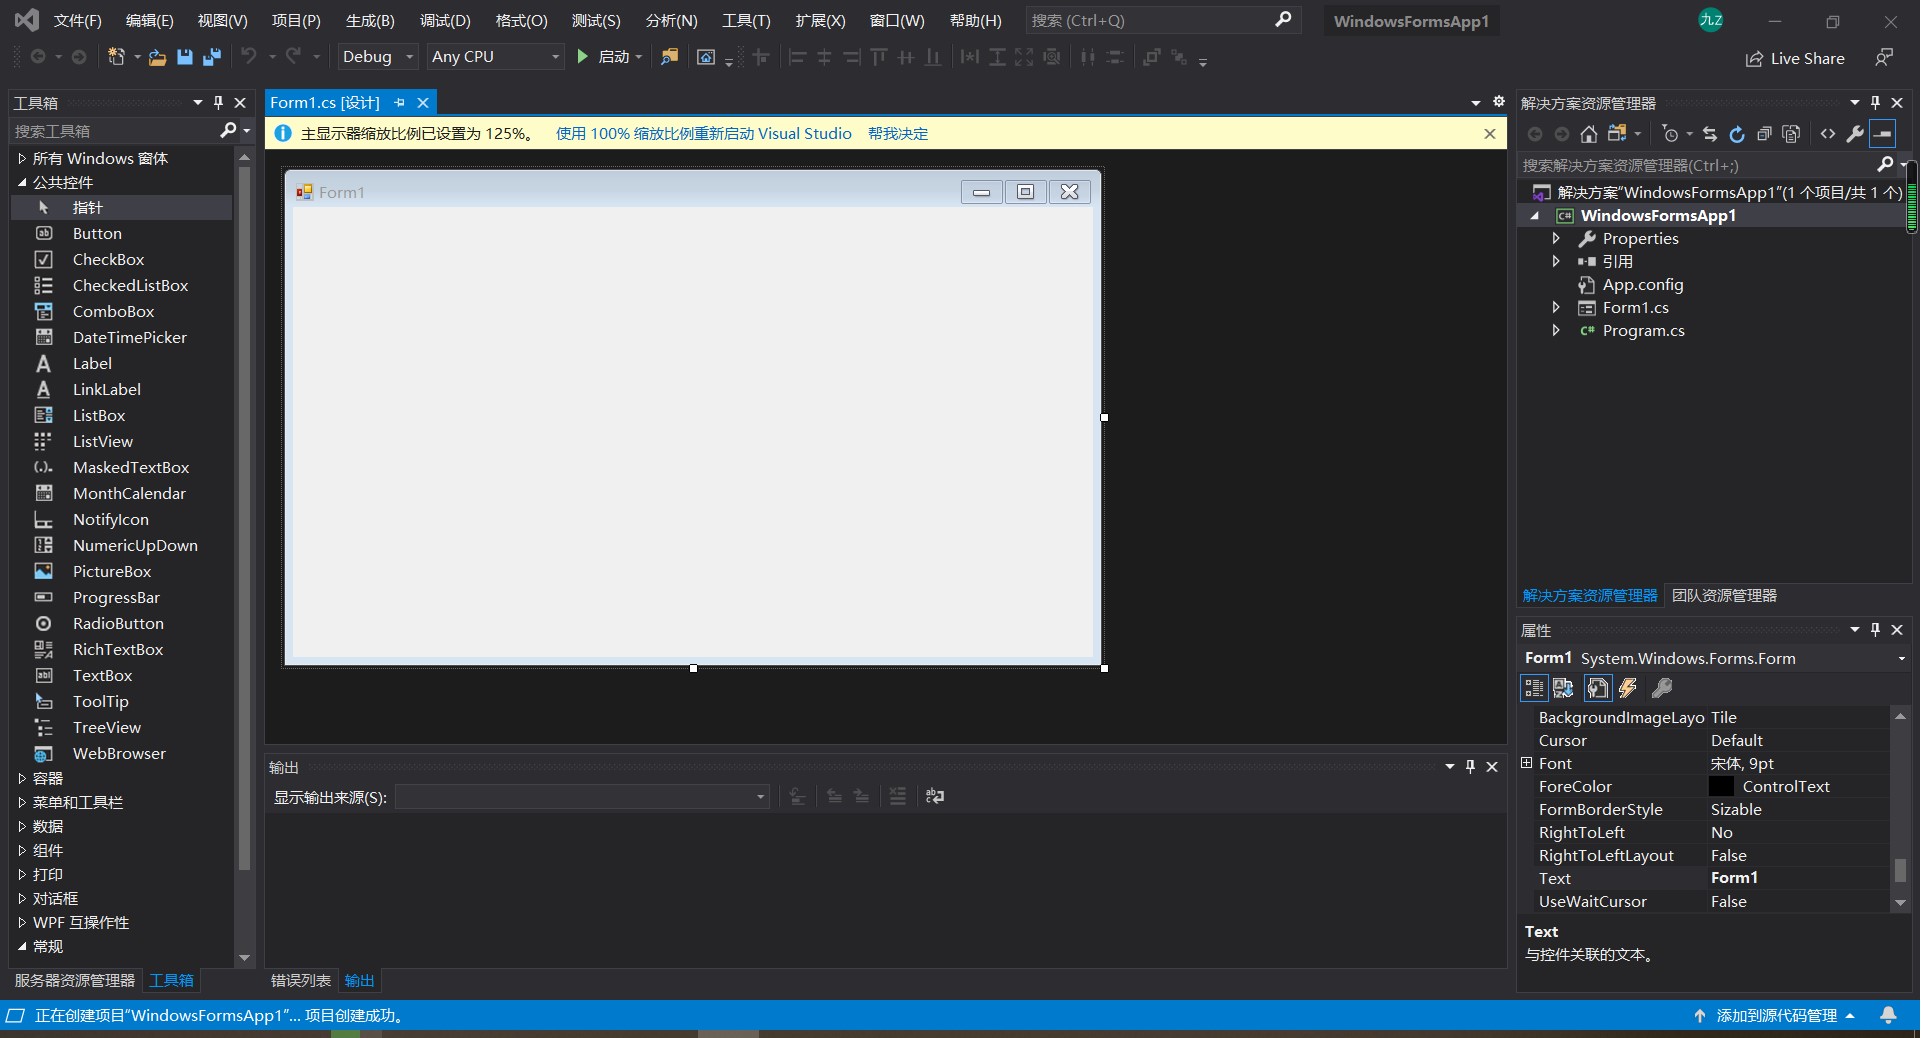 文件(F) 编辑(E) 视图(V) 项目(P) 生成(B) 调试(D) 格式(O) 测试(S) 分析(N) 工具(T) 扩展(X) 窗口(W) 帮助(H) 搜索 (Ctrl+Q) WindowsFormsApp1 九Z
Debug Any CPU 启动 Live Share
工具箱
搜索工具箱
所有 Windows 窗体
公共控件
指针
Button
CheckBox
CheckedListBox
ComboBox
DateTimePicker
Label
LinkLabel
ListBox
ListView
MaskedTextBox
MonthCalendar
NotifyIcon
NumericUpDown
PictureBox
ProgressBar
RadioButton
RichTextBox
TextBox
ToolTip
TreeView
WebBrowser
容器
菜单和工具栏
数据
组件
打印
对话框
WPF 互操作性
常规
服务器资源管理器 工具箱
Form1.cs [设计]
主显示器缩放比例已设置为 125%。 使用 100% 缩放比例重新启动 Visual Studio 帮我决定
Form1
输出
显示输出来源(S):
错误列表 输出
解决方案资源管理器
搜索解决方案资源管理器(Ctrl+;)
解决方案"WindowsFormsApp1"(1 个项目/共 1 个)
WindowsFormsApp1
Properties
引用
App.config
Form1.cs
Program.cs
解决方案资源管理器 团队资源管理器
属性
Form1 System.Windows.Forms.Form
BackgroundImageLayo Tile
Cursor Default
Font 宋体, 9pt
ForeColor ControlText
FormBorderStyle Sizable
RightToLeft No
RightToLeftLayout False
Text Form1
UseWaitCursor False
Text
与控件关联的文本。
正在创建项目"WindowsFormsApp1"... 项目创建成功。 添加到源代码管理